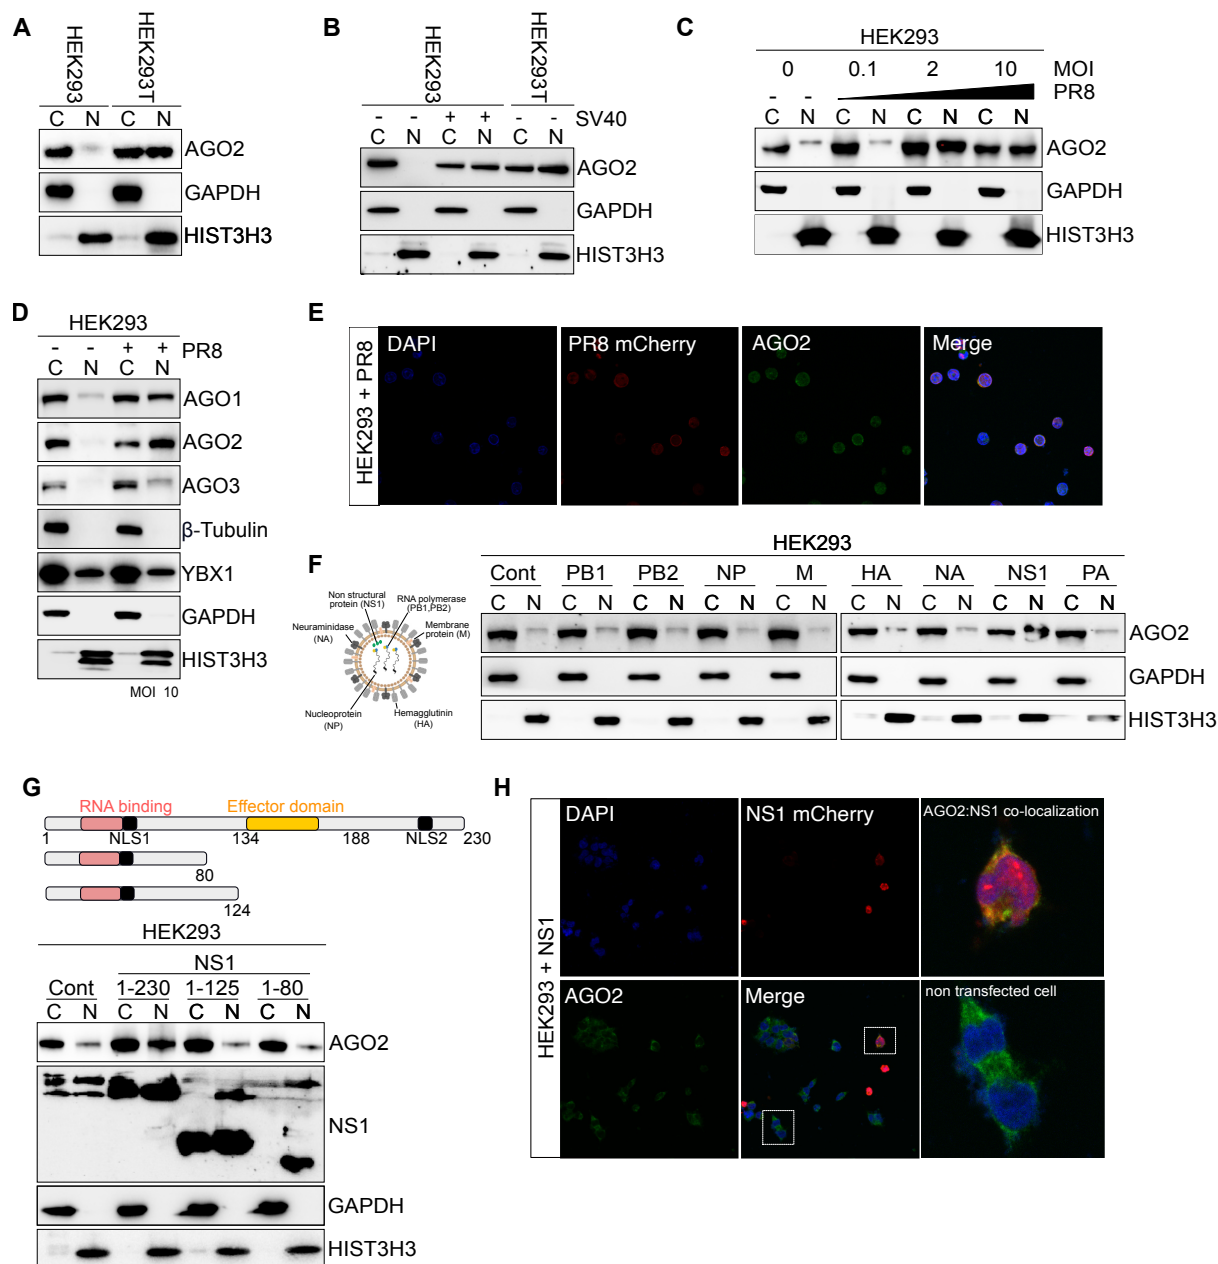 A
HEK293
HEK293T
C N C N
AGO2
GAPDH
HIST3H3
B
HEK293
HEK293T
- - + + - - SV40
C N C N C N
AGO2
GAPDH
HIST3H3
C
HEK293
0 0.1 2 10 MOI
- - PR8
C N C N C N C N
AGO2
GAPDH
HIST3H3
D
HEK293
- - + + PR8
C N C N
AGO1
AGO2
AGO3
β-Tubulin
YBX1
GAPDH
HIST3H3
MOI 10
E
HEK293 + PR8
DAPI
PR8 mCherry
AGO2
Merge
F
Non structural
protein (NS1)
RNA polymerase
(PB1,PB2)
Neuraminidase
(NA)
Membrane
protein (M)
Nucleoprotein
(NP)
Hemagglutinin
(HA)
HEK293
Cont PB1 PB2 NP M HA NA NS1 PA
C N C N C N C N C N C N C N C N C N
AGO2
GAPDH
HIST3H3
G
RNA binding
Effector domain
1 NLS1 134 188 NLS2 230
80
124
HEK293
NS1
Cont 1-230 1-125 1-80
C N C N C N C N
AGO2
NS1
GAPDH
HIST3H3
H
HEK293 + NS1
DAPI
NS1 mCherry
AGO2:NS1 co-localization
AGO2
Merge
non transfected cell